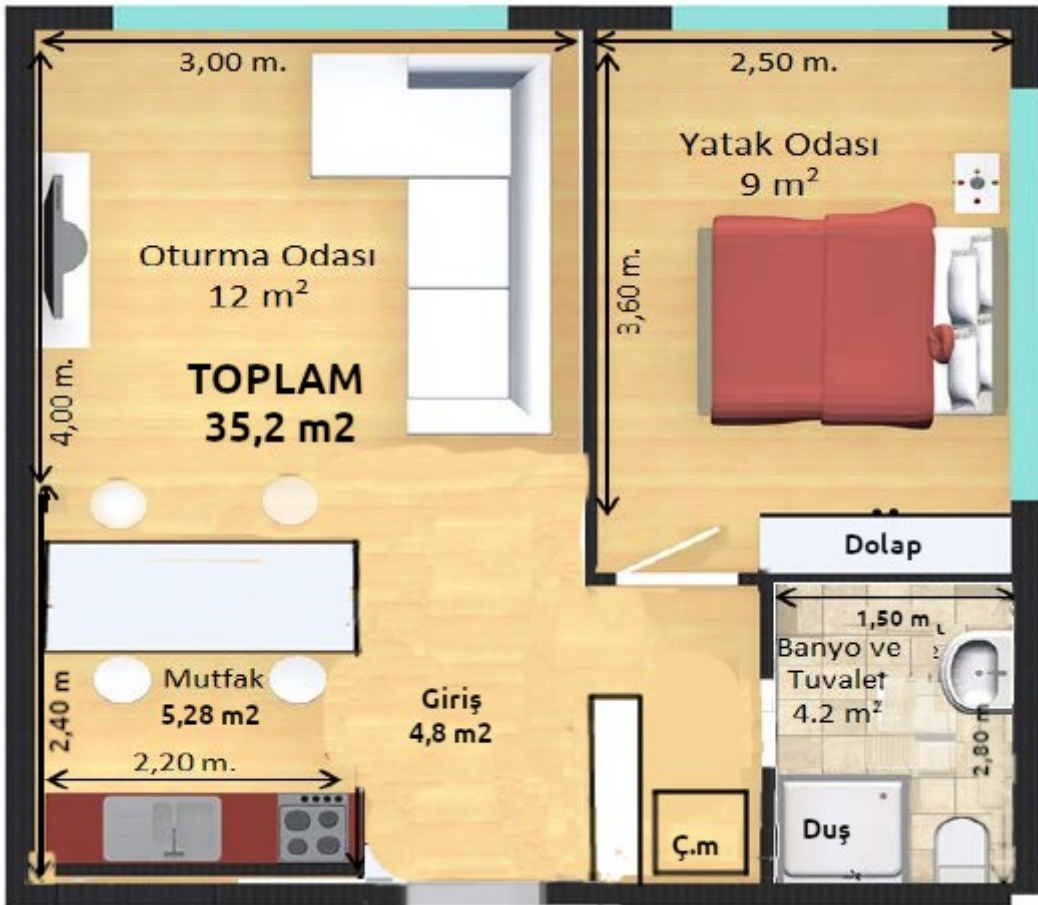 3,00 m.
2,50 m.
Yatak Odası
9 m²
Oturma Odası
12 m²
3,60 m.
TOPLAM
35,2 m2
4,00 m.
Dolap
1,50 m
Banyo ve
Tuvalet
4.2 m²
Mutfak
5,28 m2
Giriş
4,8 m2
2,40 m
2,80 m
2,20 m.
Duş
Ç.m